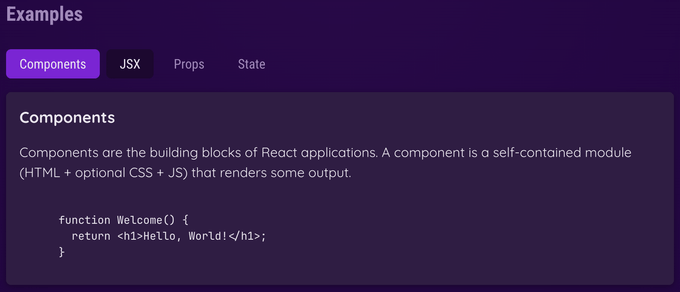 Examples
Components JSX Props State
Components
Components are the building blocks of React applications. A component is a self-contained module
(HTML + optional CSS + JS) that renders some output.
function Welcome() {
  return <h1>Hello, World!</h1>;
}